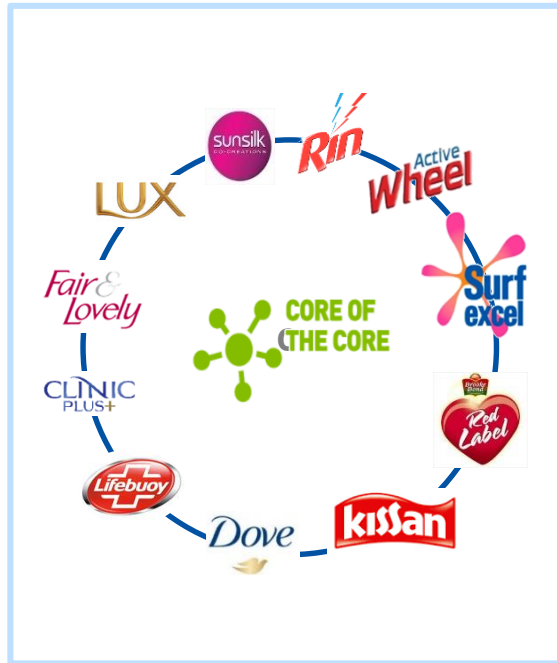 sunsilk
CO-CREATIONS
Rin
Active
Wheel
Surf
excel
Brooke
Bond
Red
Label
KISSAN
Dove
Lifebuoy
CLINIC
PLUS+
Fair &
Lovely
LUX
CORE OF
THE CORE